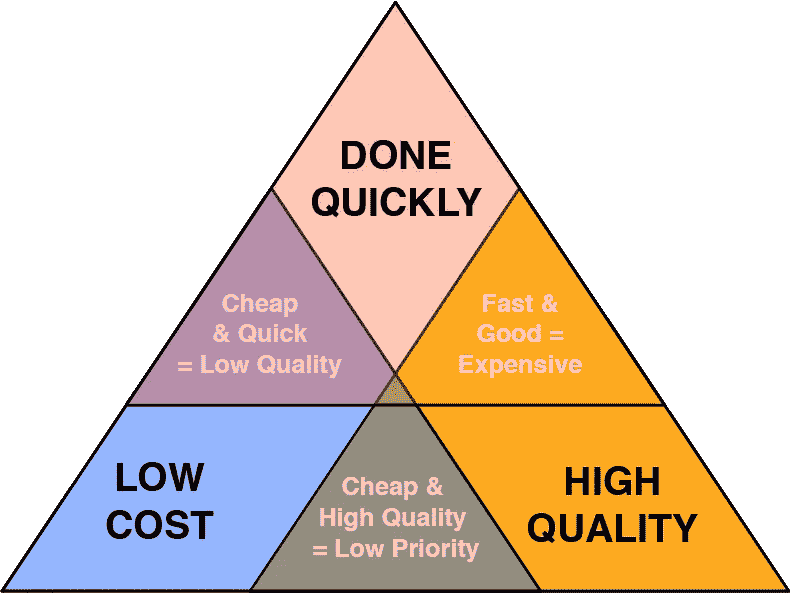 DONE
QUICKLY
Cheap
& Quick
= Low Quality
Fast &
Good =
Expensive
LOW
COST
Cheap &
High Quality
= Low Priority
HIGH
QUALITY